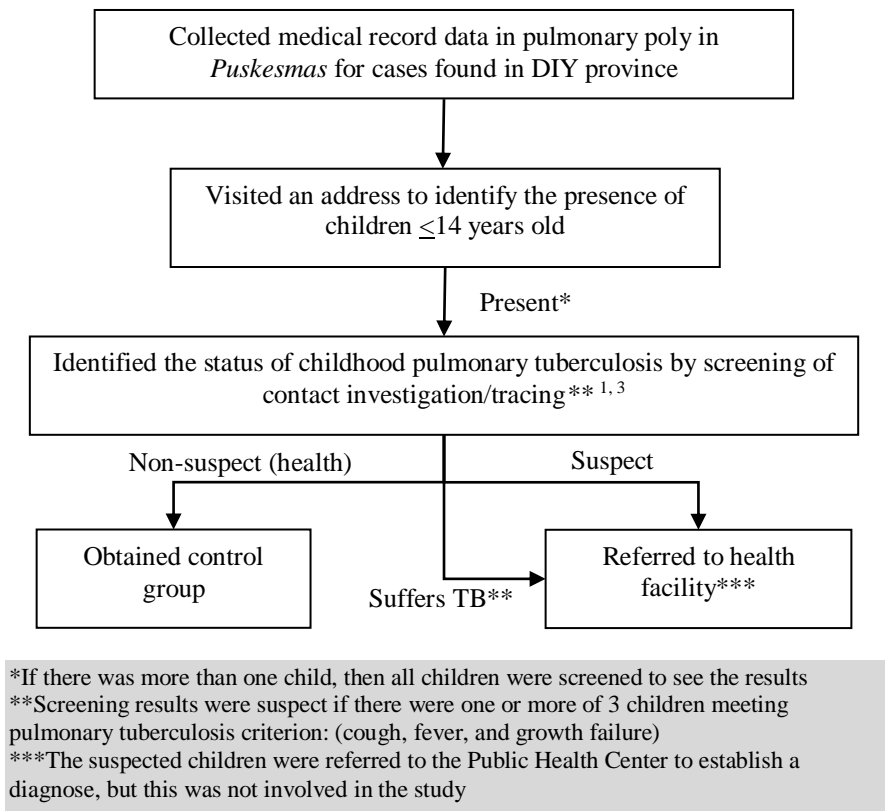 Collected medical record data in pulmonary poly in
Puskesmas for cases found in DIY province
Visited an address to identify the presence of
children ≤14 years old
Present*
Identified the status of childhood pulmonary tuberculosis by screening of
contact investigation/tracing** 1, 3
Non-suspect (health)
Suspect
Obtained control
group
Referred to health
facility***
Suffers TB**
*If there was more than one child, then all children were screened to see the results
**Screening results were suspect if there were one or more of 3 children meeting
pulmonary tuberculosis criterion: (cough, fever, and growth failure)
***The suspected children were referred to the Public Health Center to establish a
diagnose, but this was not involved in the study